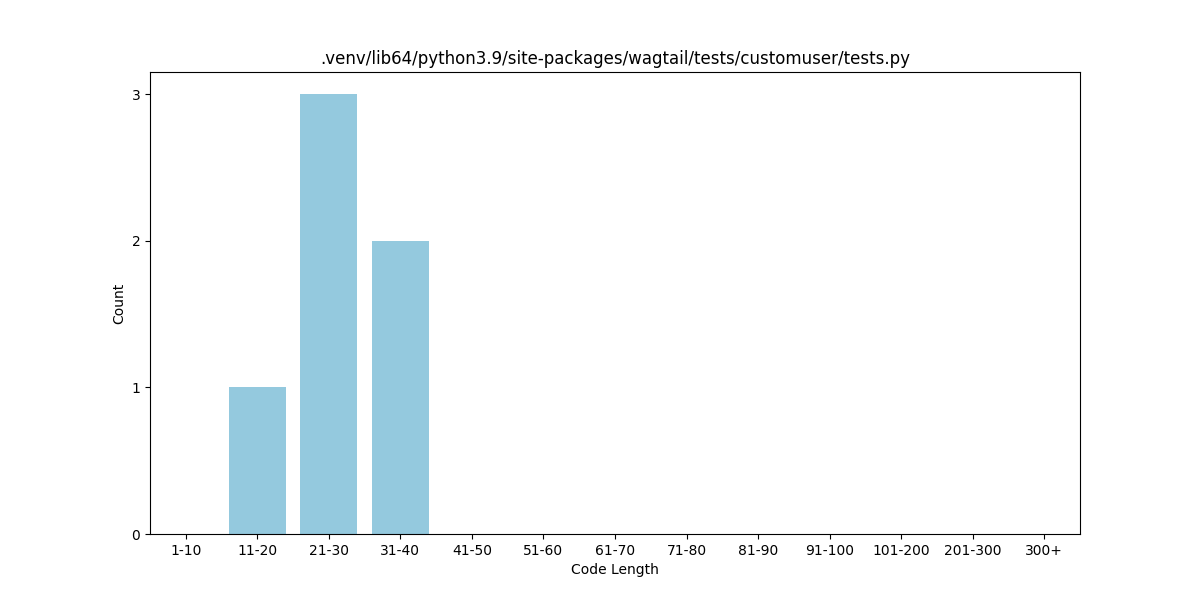 .venv/lib64/python3.9/site-packages/wagtail/tests/customuser/tests.py
3
2
1
0
Count
1-10 11-20 21-30 31-40 41-50 51-60 61-70 71-80 81-90 91-100 101-200 201-300 300+
Code Length